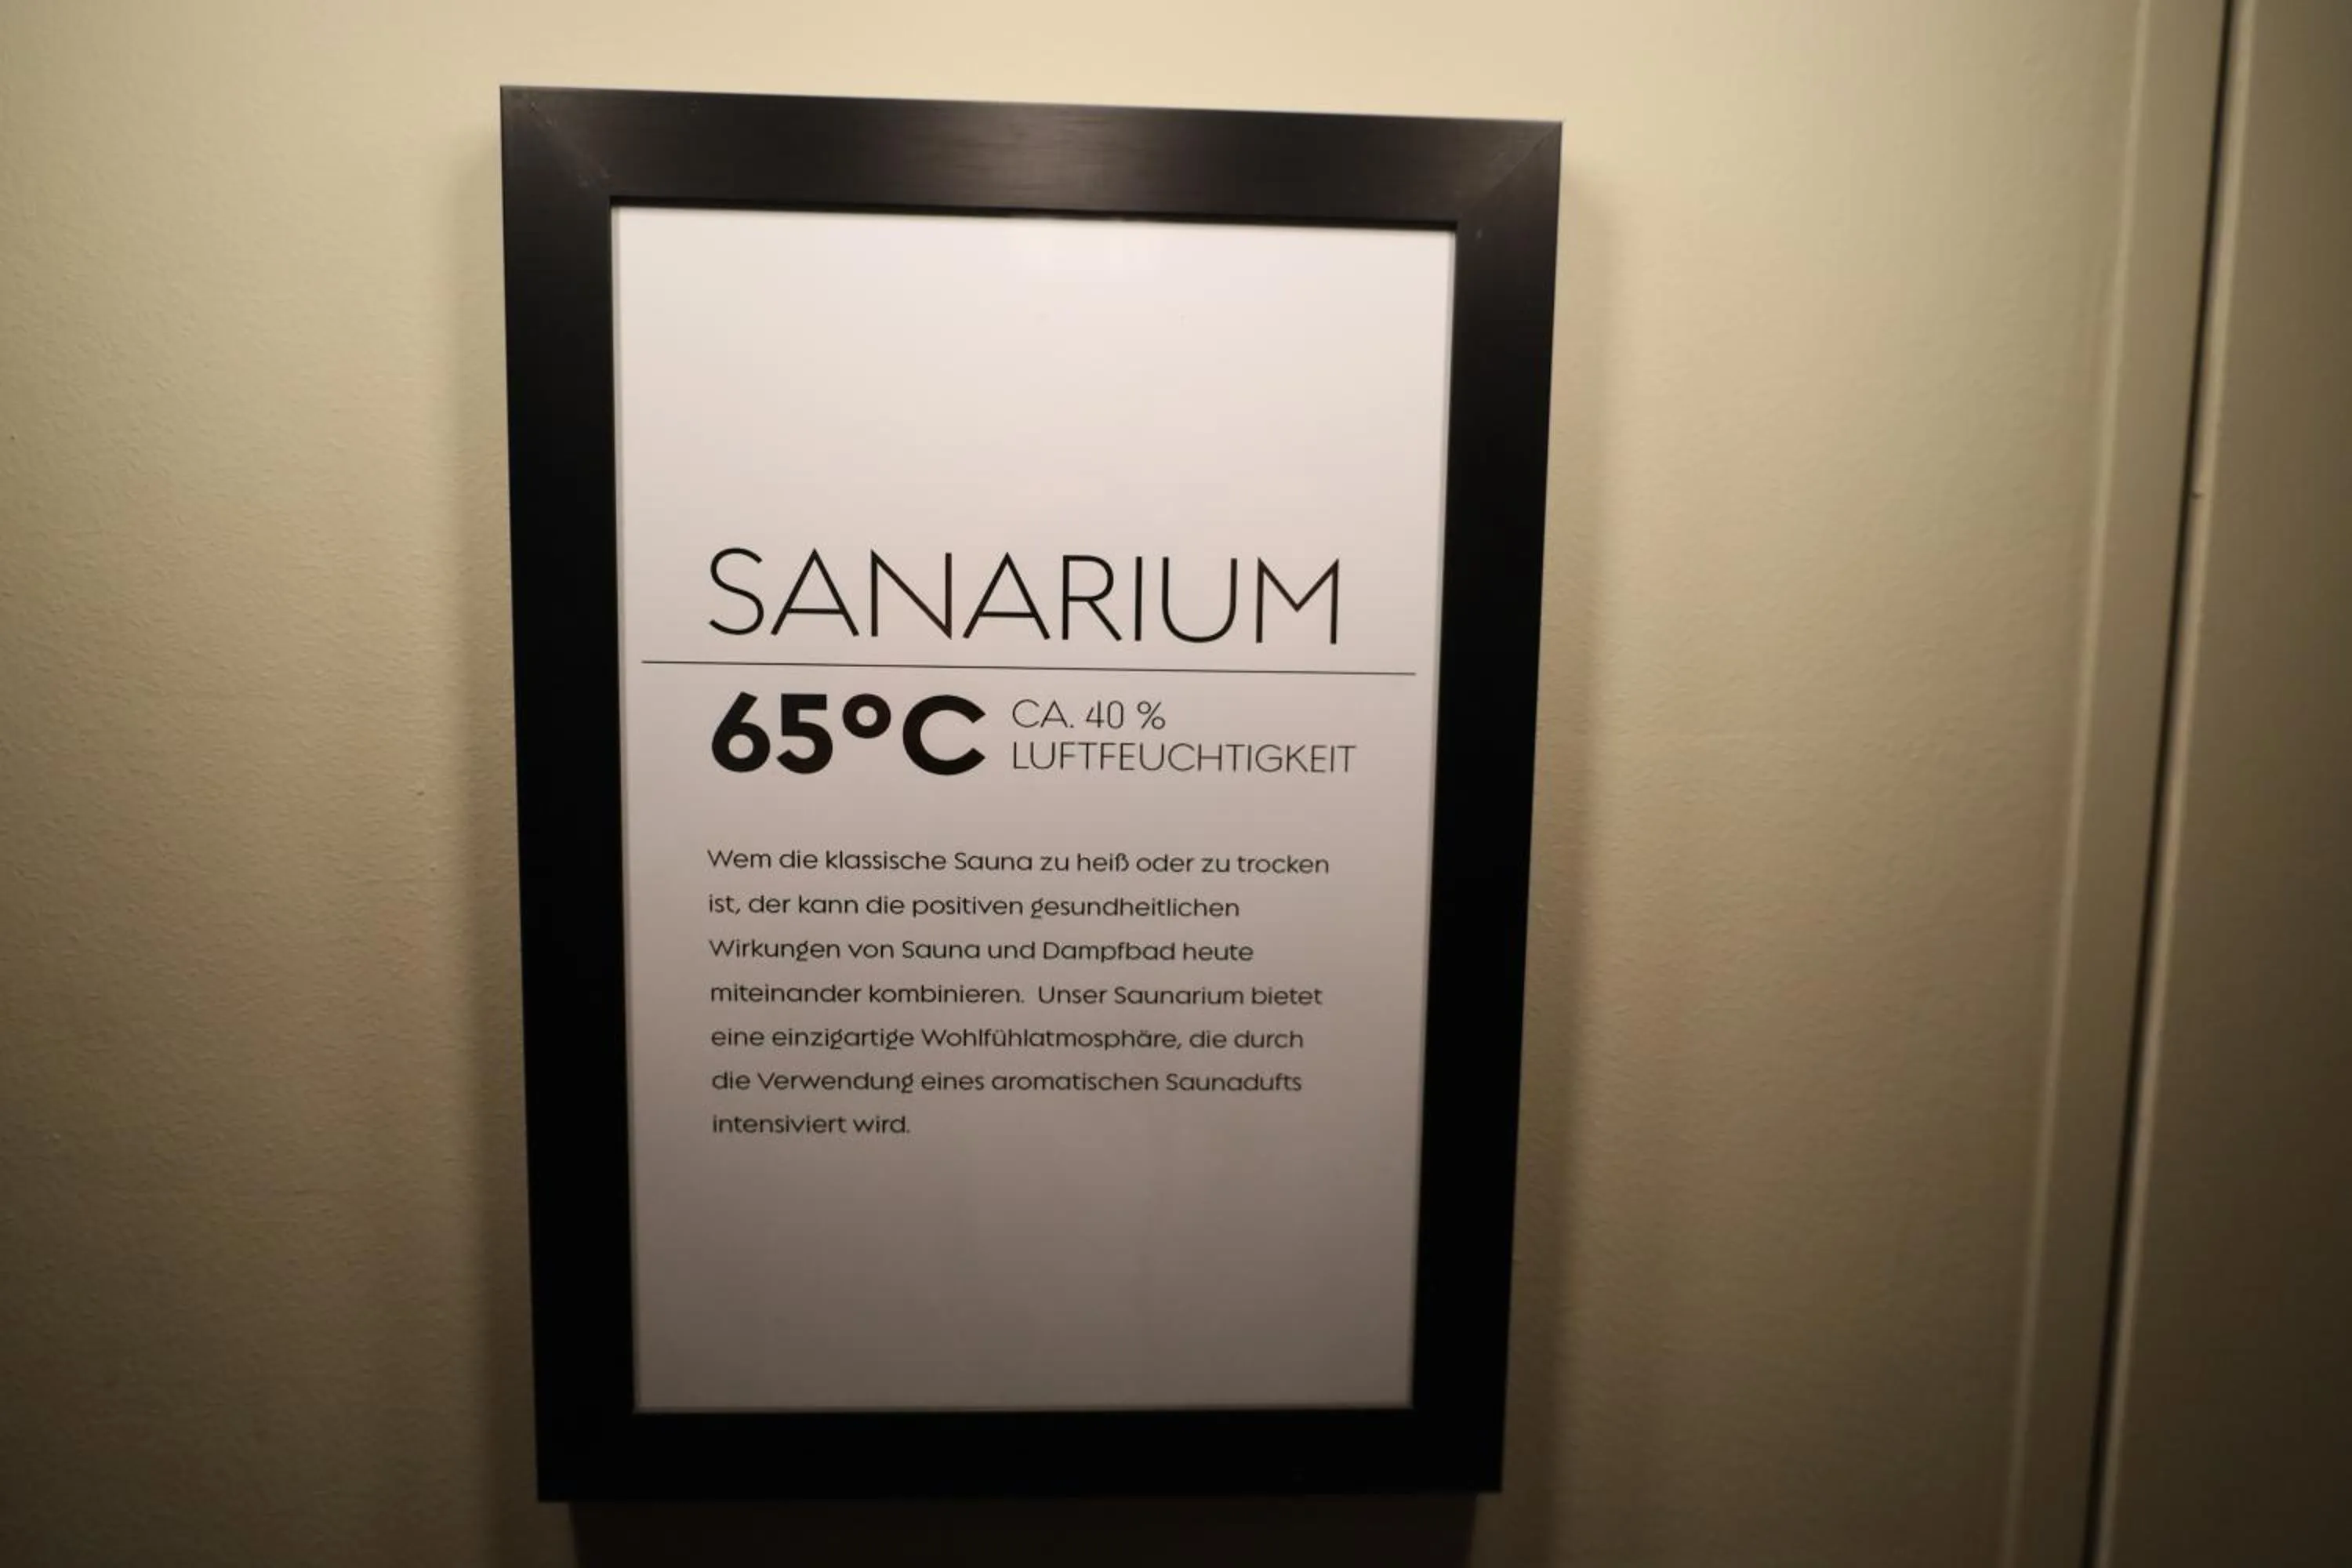 SANARIUM
65°C
CA. 40 %
LUFTFEUCHTIGKEIT
Wem die klassische Sauna zu heiß oder zu trocken
ist, der kann die positiven gesundheitlichen
Wirkungen von Sauna und Dampfbad heute
miteinander kombinieren. Unser Saunarium bietet
eine einzigartige Wohlfühlatmosphäre, die durch
die Verwendung eines aromatischen Saunadufts
intensiviert wird.